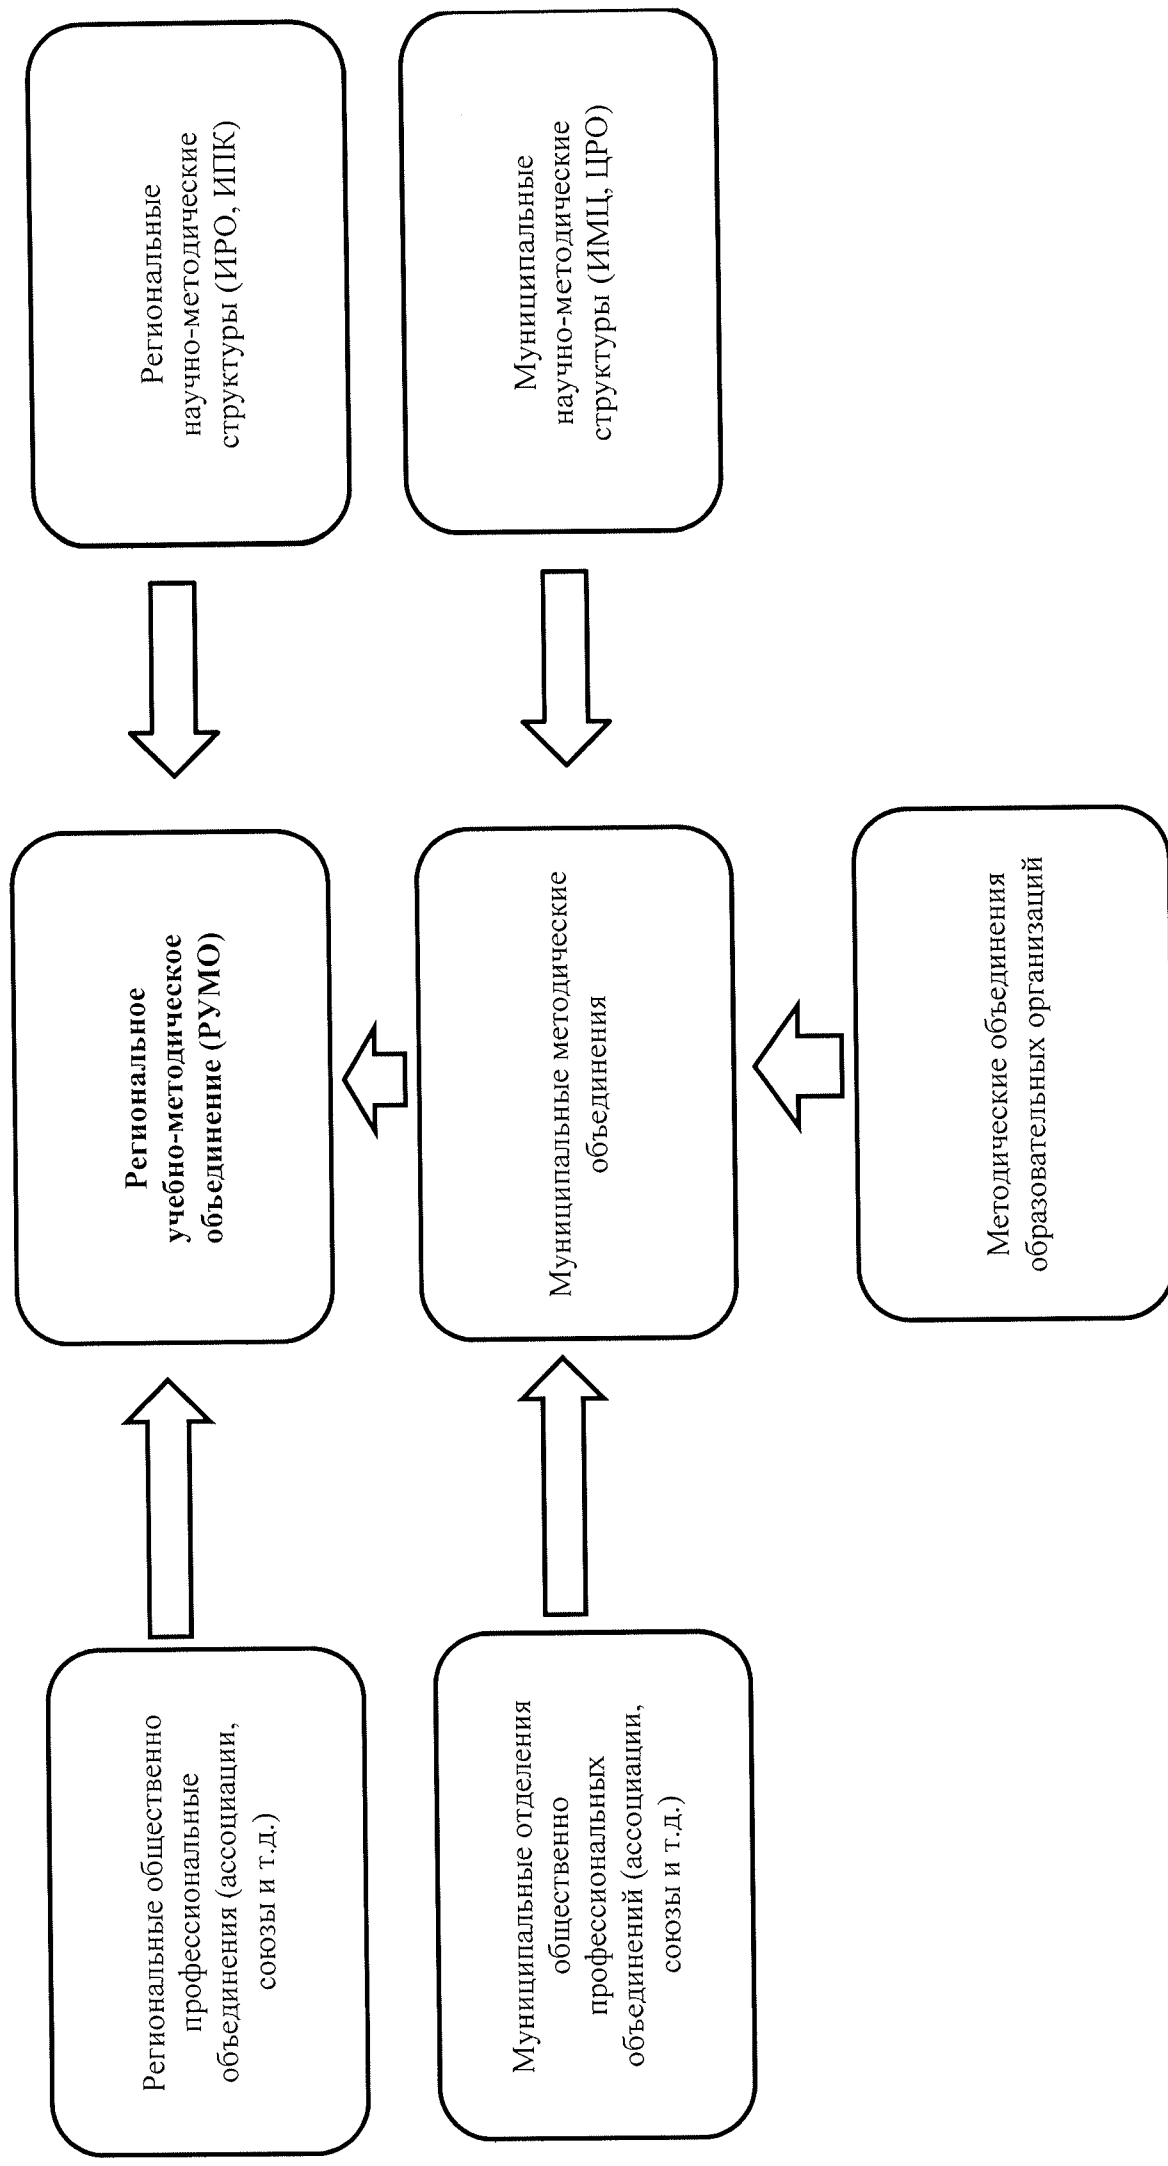 Региональные общественно
профессиональные
объединения (ассоциации,
союзы и т.д.)
Региональное
учебно-методическое
объединение (РУМО)
Региональные
научно-методические
структуры (ИРО, ИПК)
Муниципальные отделения
общественно
профессиональных
объединений (ассоциации,
союзы и т.д.)
Муниципальные методические
объединения
Муниципальные
научно-методические
структуры (ИМЦ, ЦРО)
Методические объединения
образовательных организаций